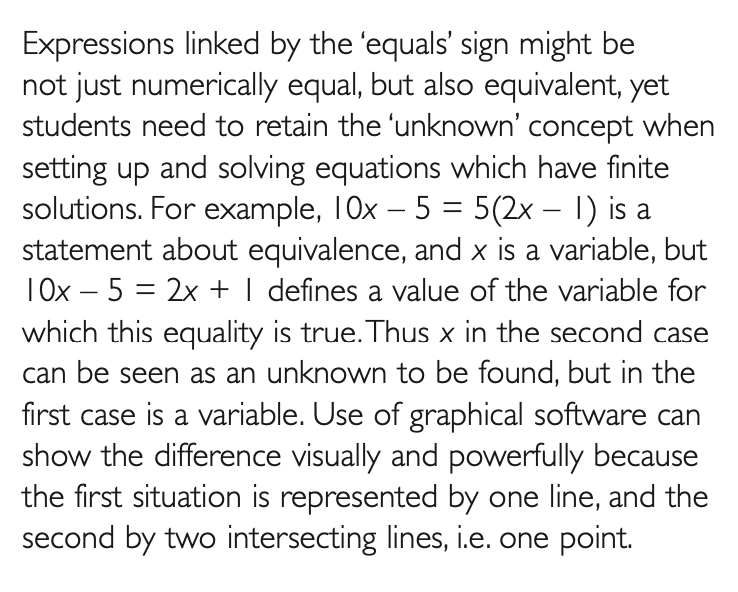 Expressions linked by the ‘equals’ sign might be
not just numerically equal, but also equivalent, yet
students need to retain the ‘unknown’ concept when
setting up and solving equations which have finite
solutions. For example, 10x – 5 = 5(2x – 1) is a
statement about equivalence, and x is a variable, but
10x – 5 = 2x + 1 defines a value of the variable for
which this equality is true. Thus x in the second case
can be seen as an unknown to be found, but in the
first case is a variable. Use of graphical software can
show the difference visually and powerfully because
the first situation is represented by one line, and the
second by two intersecting lines, i.e. one point.